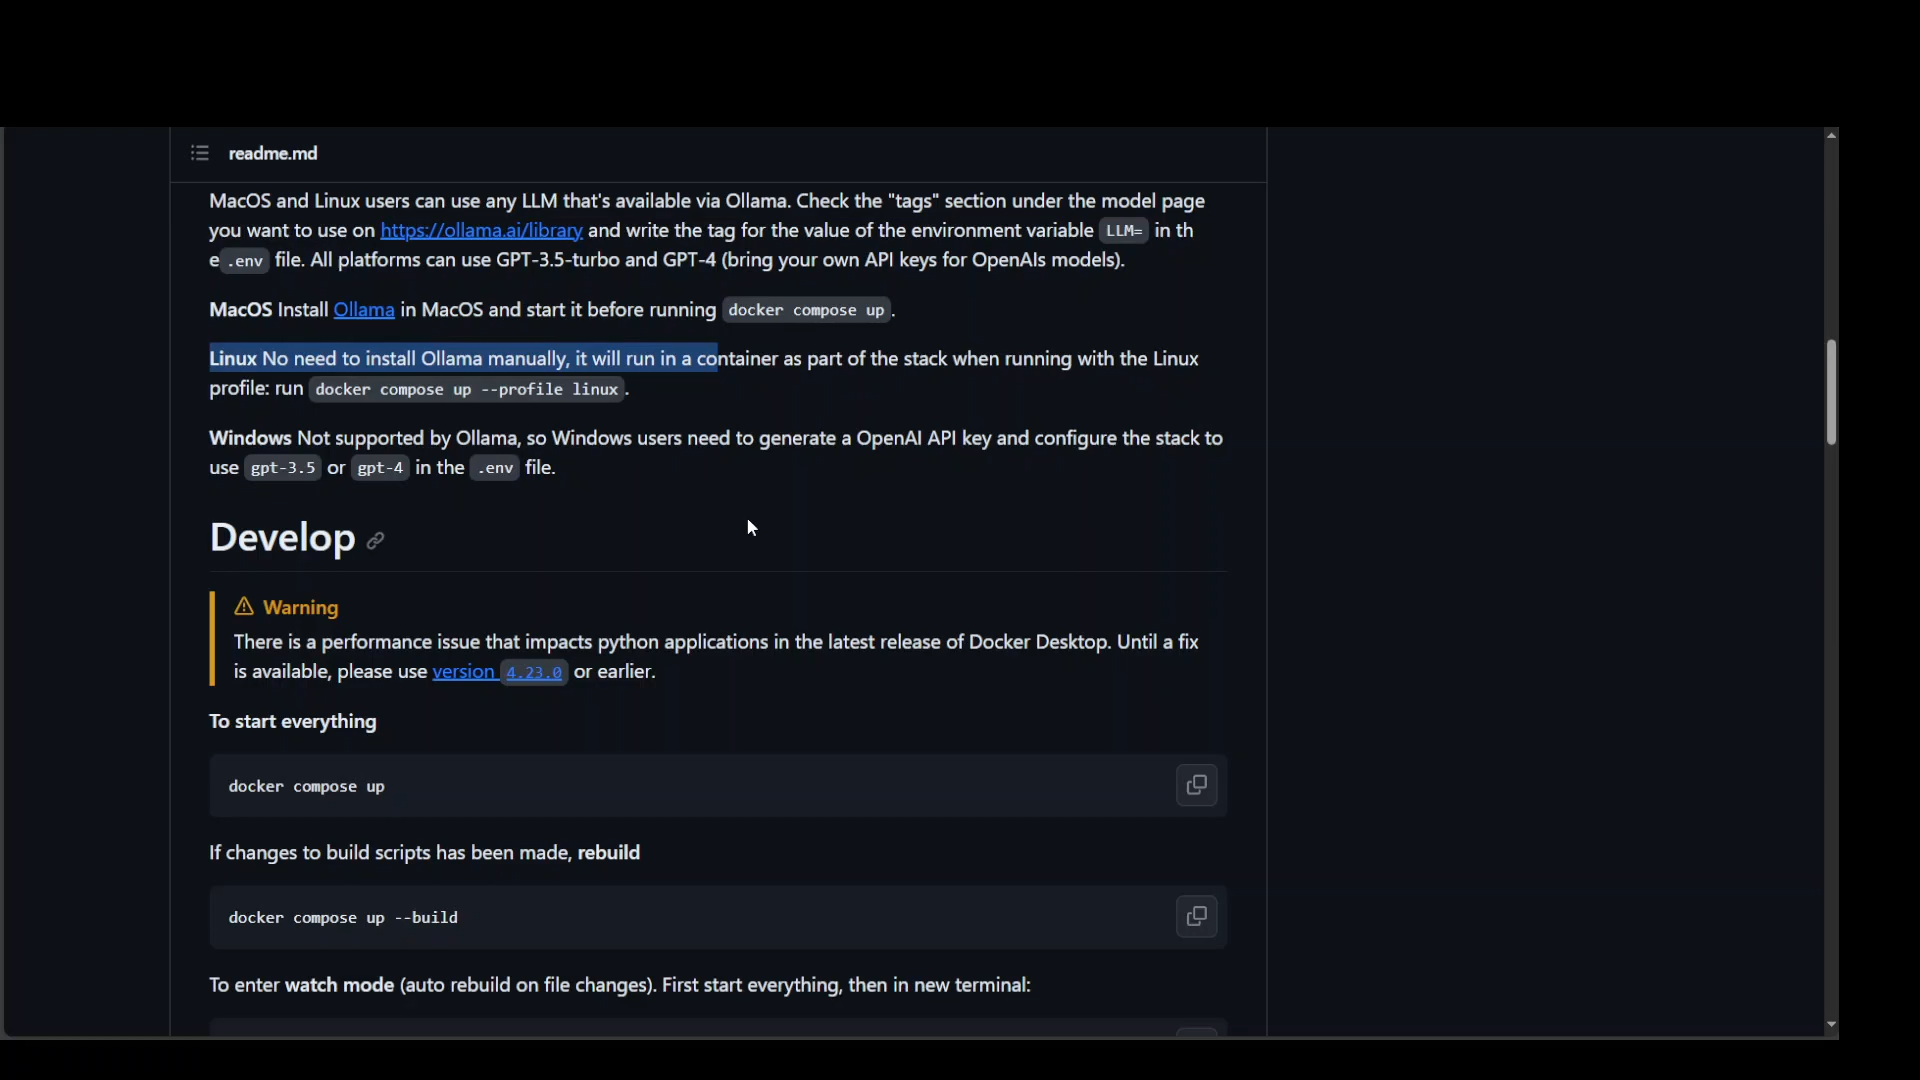 readme.md
MacOS and Linux users can use any LLM that's available via Ollama. Check the "tags" section under the model page
you want to use on https://ollama.ai/library and write the tag for the value of the environment variable LLM= in th
e .env file. All platforms can use GPT-3.5-turbo and GPT-4 (bring your own API keys for OpenAIs models).
MacOS Install Ollama in MacOS and start it before running docker compose up.
Linux No need to install Ollama manually, it will run in a container as part of the stack when running with the Linux
profile: run docker compose up --profile linux.
Windows Not supported by Ollama, so Windows users need to generate a OpenAI API key and configure the stack to
use gpt-3.5 or gpt-4 in the .env file.
Develop
Warning
There is a performance issue that impacts python applications in the latest release of Docker Desktop. Until a fix
is available, please use version 4.23.0 or earlier.
To start everything
docker compose up
If changes to build scripts has been made, rebuild
docker compose up --build
To enter watch mode (auto rebuild on file changes). First start everything, then in new terminal: